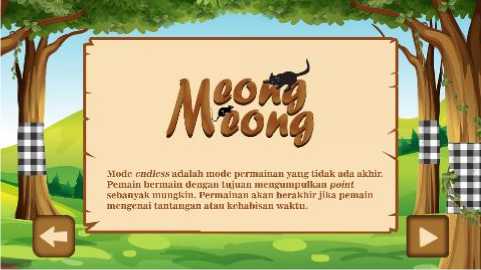 Meong
Meong
Mode endless adalah mode permainan yang tidak ada akhir.
Pemain bermain dengan tujuan mengumpulkan point
sebanyak mungkin. Permainan akan berakhir jika pemain
mengenai tantangan atau kehabisan waktu.